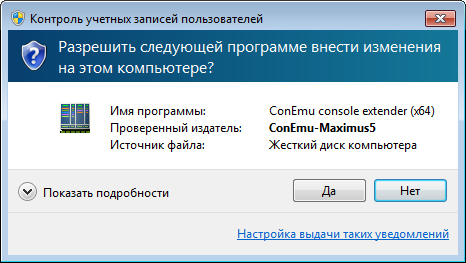 Контроль учетных записей пользователей
Разрешить следующей программе внести изменения
на этом компьютере?
Имя программы: ConEmu console extender (x64)
Проверенный издатель: ConEmu-Maximus5
Источник файла: Жесткий диск компьютера
Показать подробности Да Нет
Настройка выдачи таких уведомлений